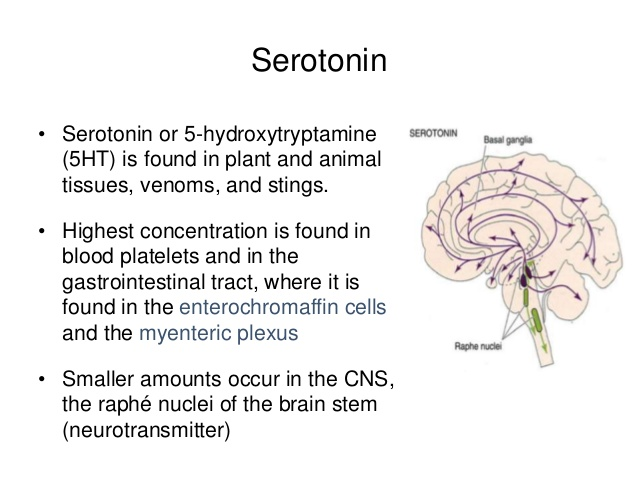 Serotonin
• Serotonin or 5-hydroxytryptamine
(5HT) is found in plant and animal
tissues, venoms, and stings.
• Highest concentration is found in
blood platelets and in the
gastrointestinal tract, where it is
found in the enterochromaffin cells
and the myenteric plexus
• Smaller amounts occur in the CNS,
the raphé nuclei of the brain stem
(neurotransmitter)
SEROTONIN
Basal ganglia
Raphe nuclei